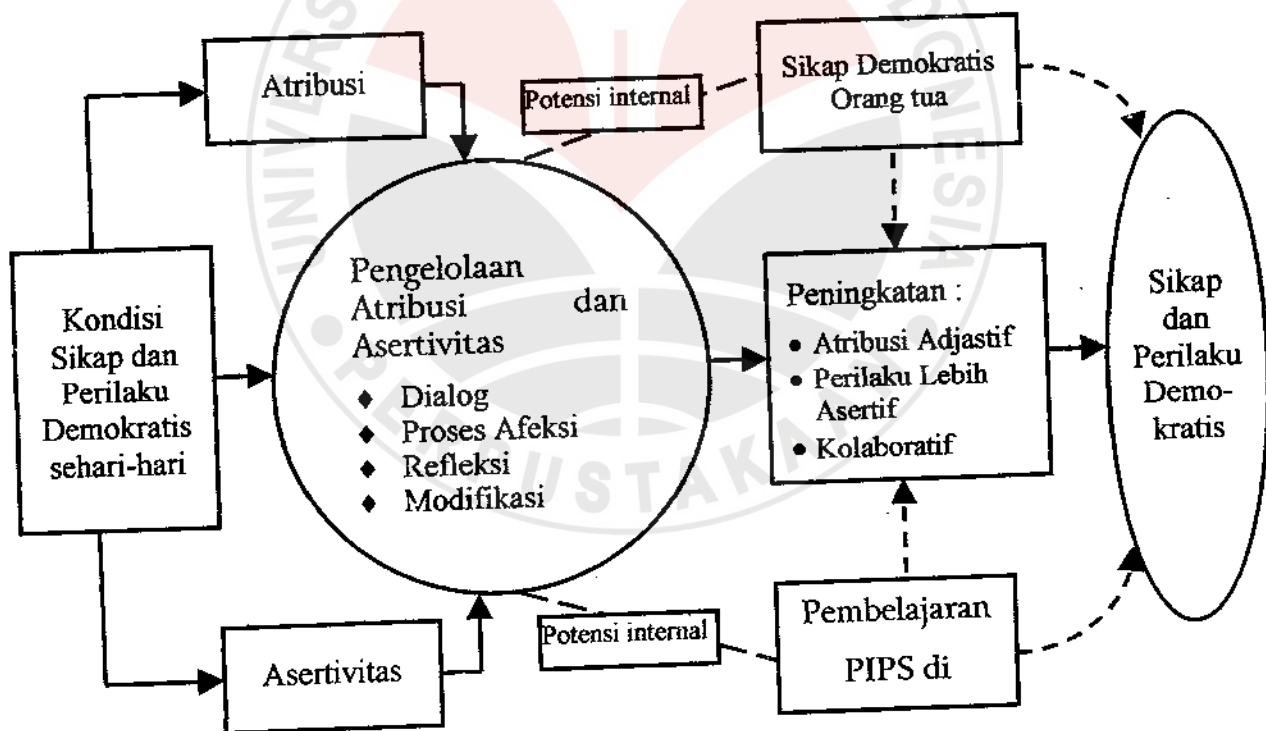 Atribusi
Potensi internal
Sikap Demokratis
Orang tua
Kondisi
Sikap dan
Perilaku
Demokratis
sehari-hari
Pengelolaan
Atribusi dan
Asertivitas
♦ Dialog
♦ Proses Afeksi
♦ Refleksi
♦ Modifikasi
Peningkatan :
• Atribusi Adjastif
• Perilaku Lebih
Asertif
• Kolaboratif
Sikap
dan
Perilaku
Demo-
kratis
Asertivitas
Potensi internal
Pembelajaran
PIPS di
PERPUSTAKAAN